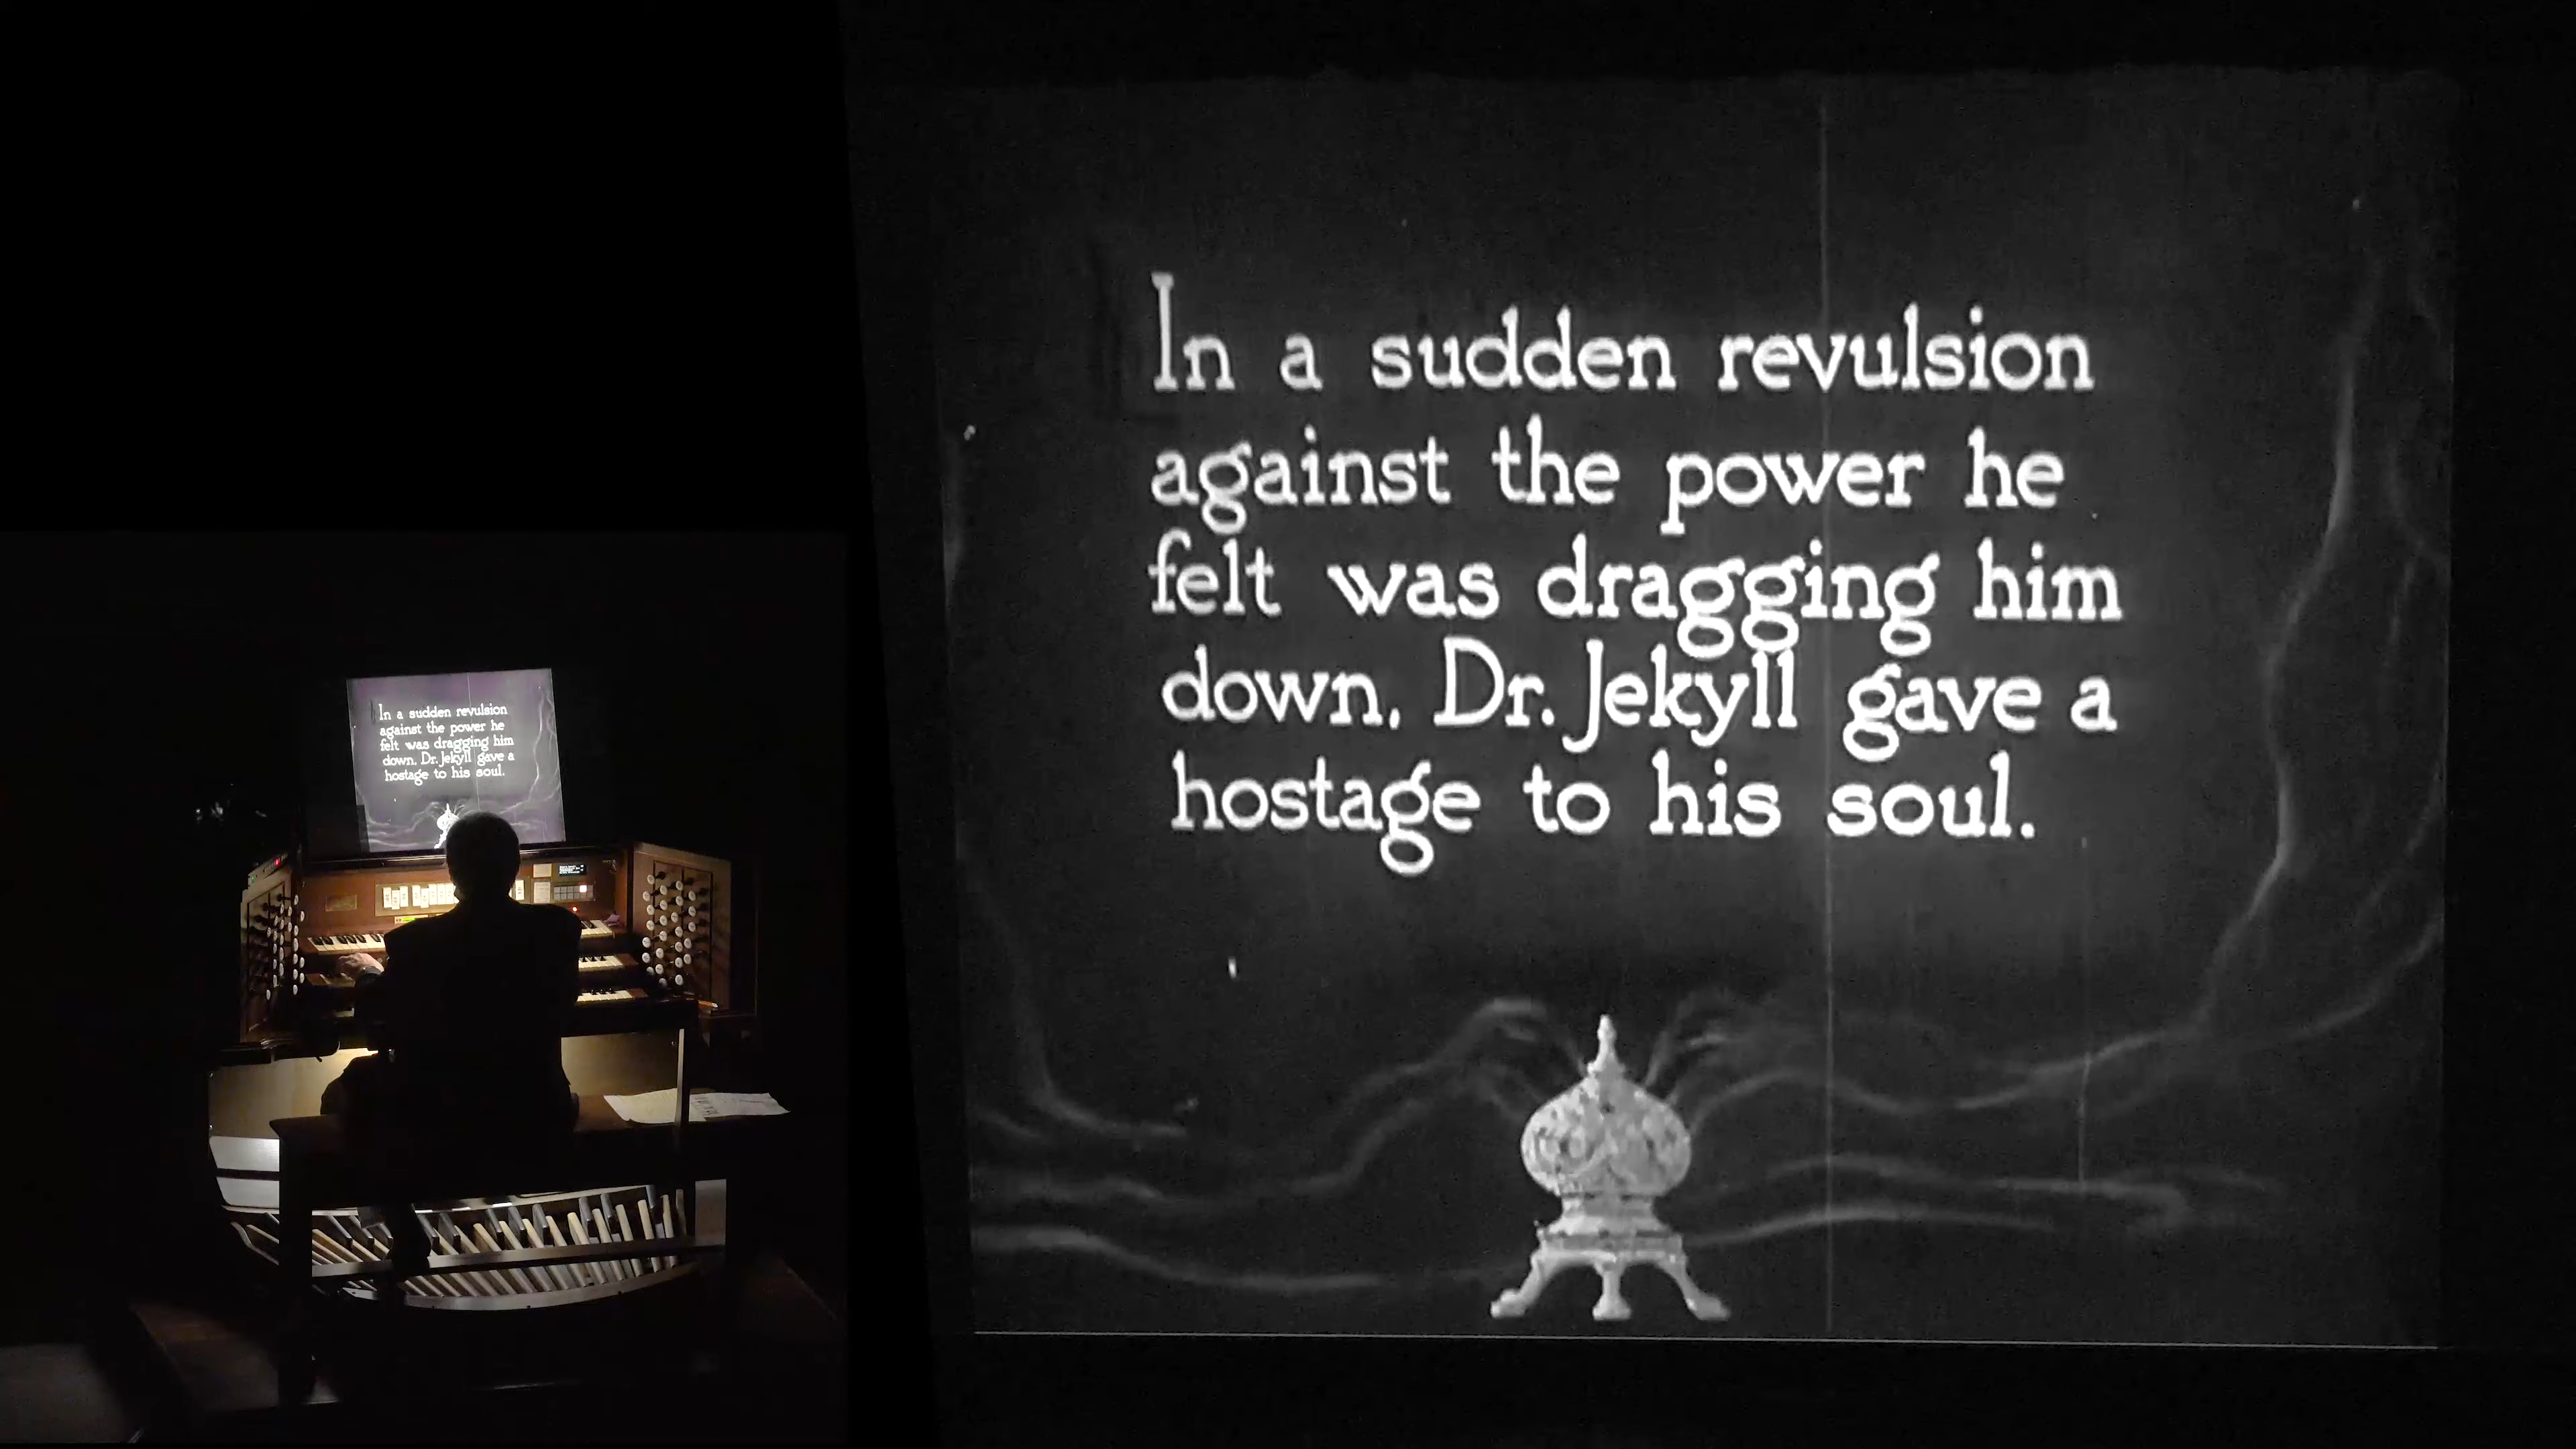 In a sudden revulsion
against the power he
felt was dragging him
down, Dr. Jekyll gave a
hostage to his soul.
In a sudden revulsion
against the power he
felt was dragging him
down, Dr. Jekyll gave a
hostage to his soul.